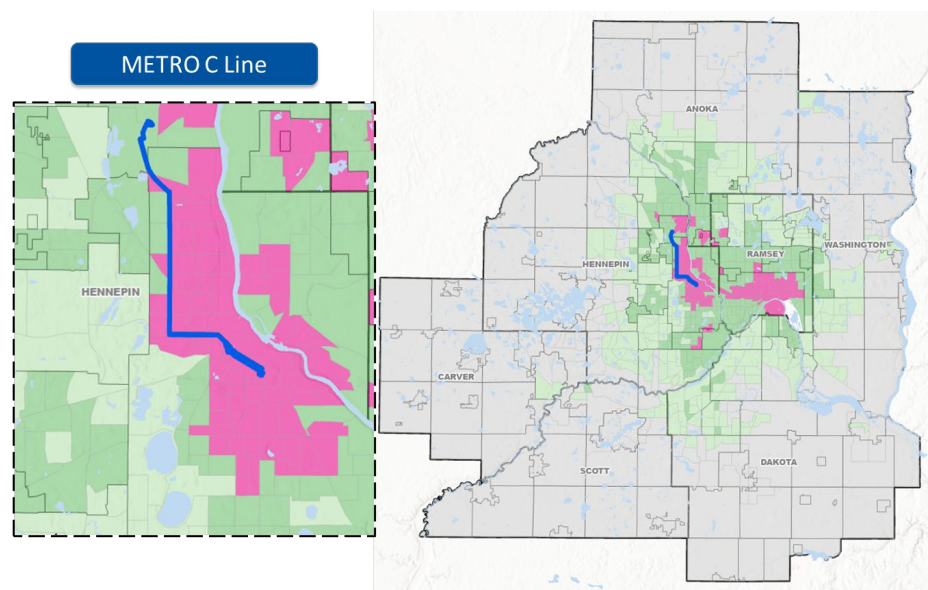 METRO C Line
HENNEPIN
ANOKA
HENNEPIN
RAMSEY
WASHINGTON
CARVER
SCOTT
DAKOTA